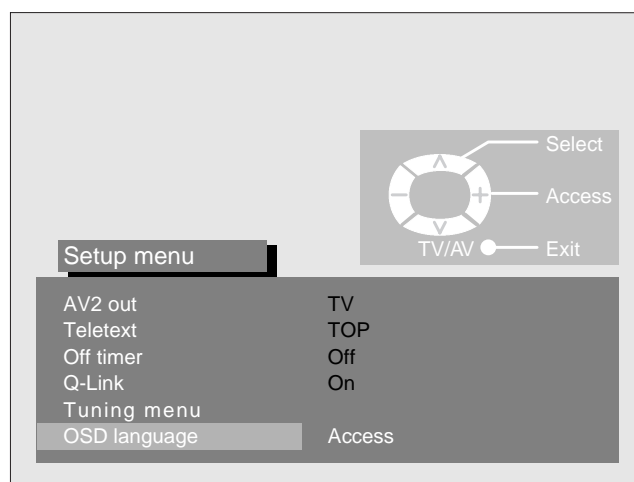 Select
Access
TV/AV Exit
Setup menu
AV2 out TV
Teletext TOP
Off timer Off
Q-Link On
Tuning menu
OSD language Access